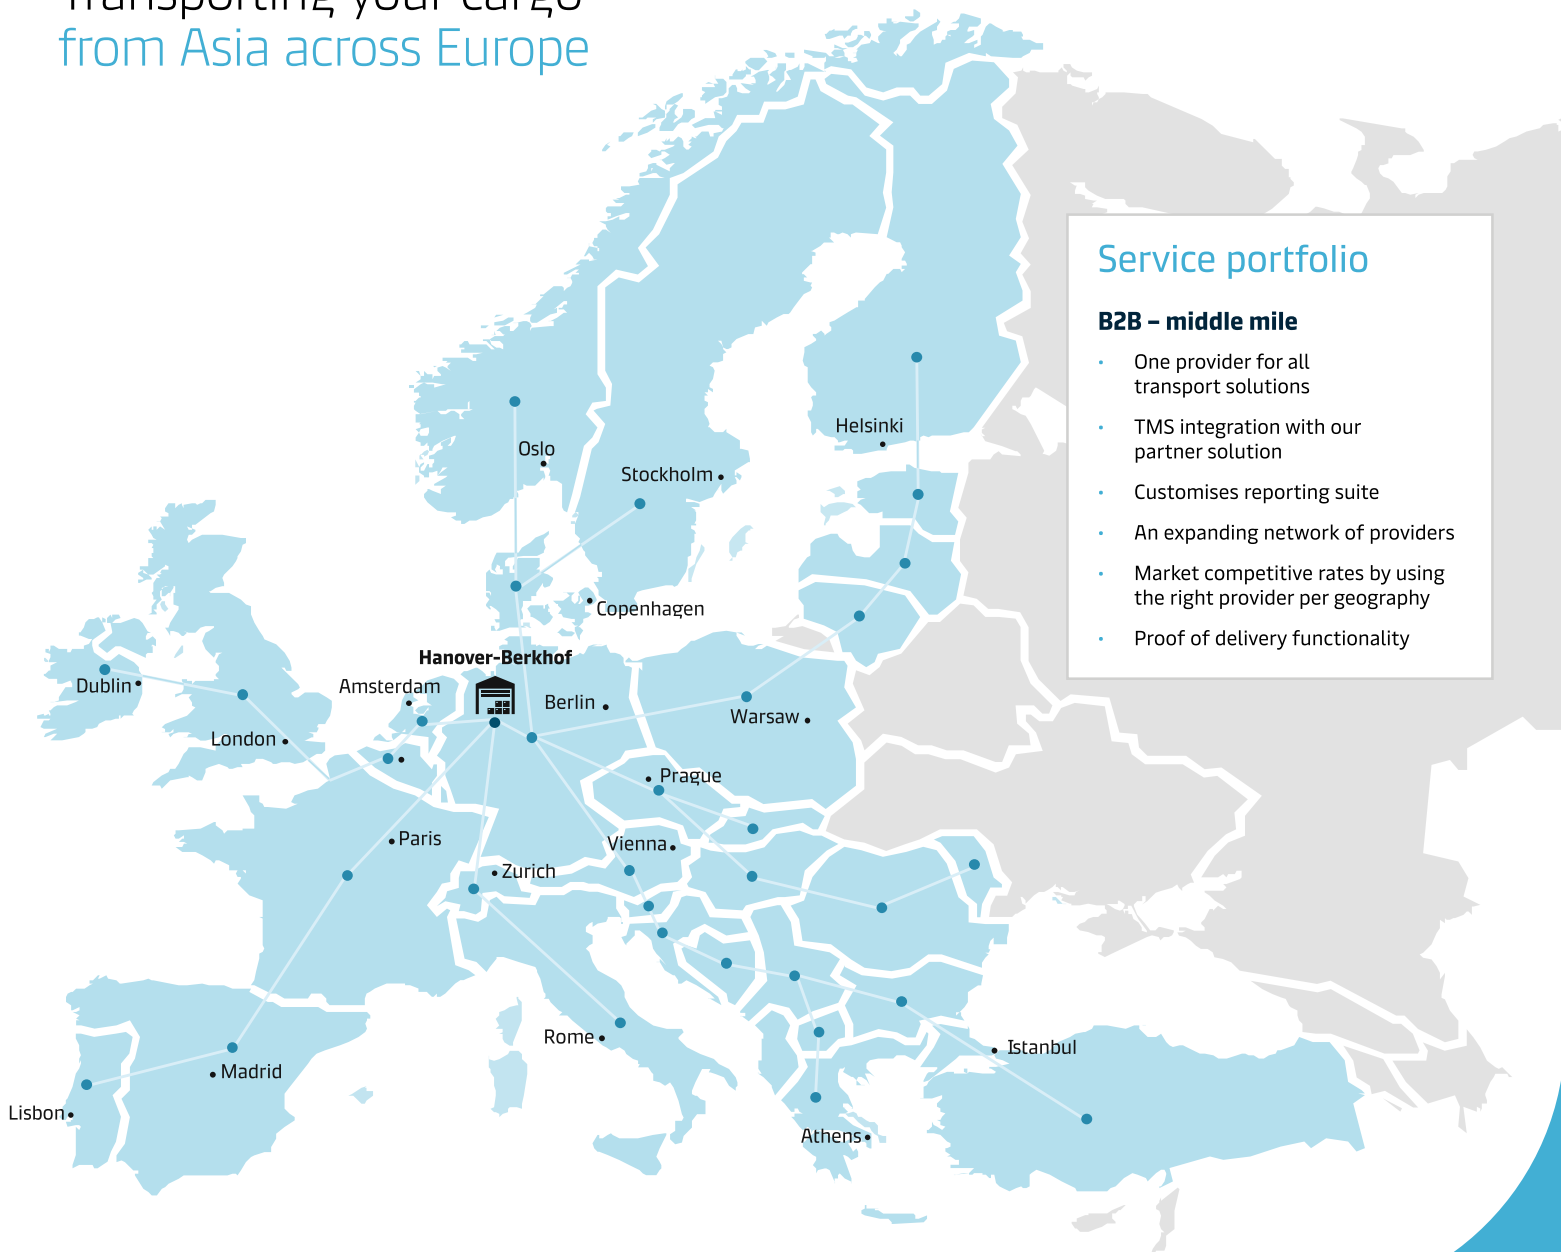 Transporting your cargo
from Asia across Europe
Service portfolio
B2B – middle mile
• One provider for all
transport solutions
• TMS integration with our
partner solution
• Customises reporting suite
• An expanding network of providers
• Market competitive rates by using
the right provider per geography
• Proof of delivery functionality
Helsinki
Oslo
Stockholm
Copenhagen
Hanover-Berkhof
Dublin
Amsterdam
Berlin
Warsaw
London
Prague
Paris
Vienna
Zurich
Rome
Istanbul
Madrid
Lisbon
Athens